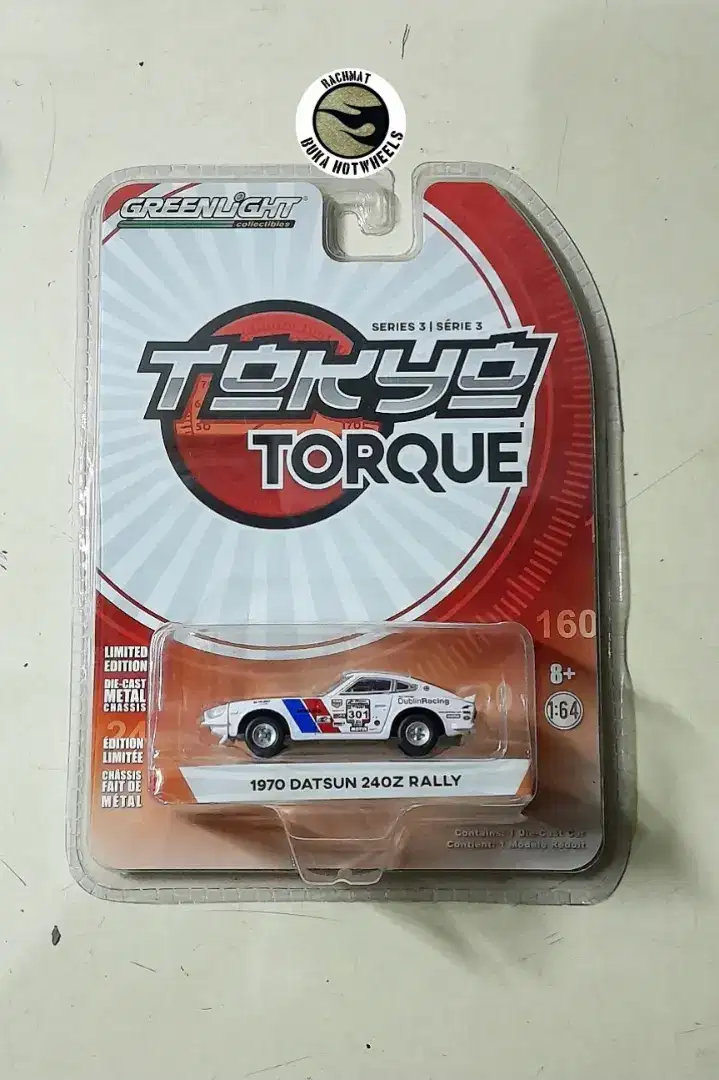 RACHMAT
BUKA HOTWHEELS
GREENLiGHT
collectibles
SERIES 3 | SÉRIE 3
TOKYO
TORQUE
160
LIMITED
EDITION
DIE-CAST
METAL
CHASSIS
8+
1:64
ÉDITION
LIMITÉE
CHÂSSIS
FAIT DE
MÉTAL
DublinRacing
301
1970 DATSUN 240Z RALLY
Contains: 1 Die-Cast Car
Contient: 1 Modèle Réduit